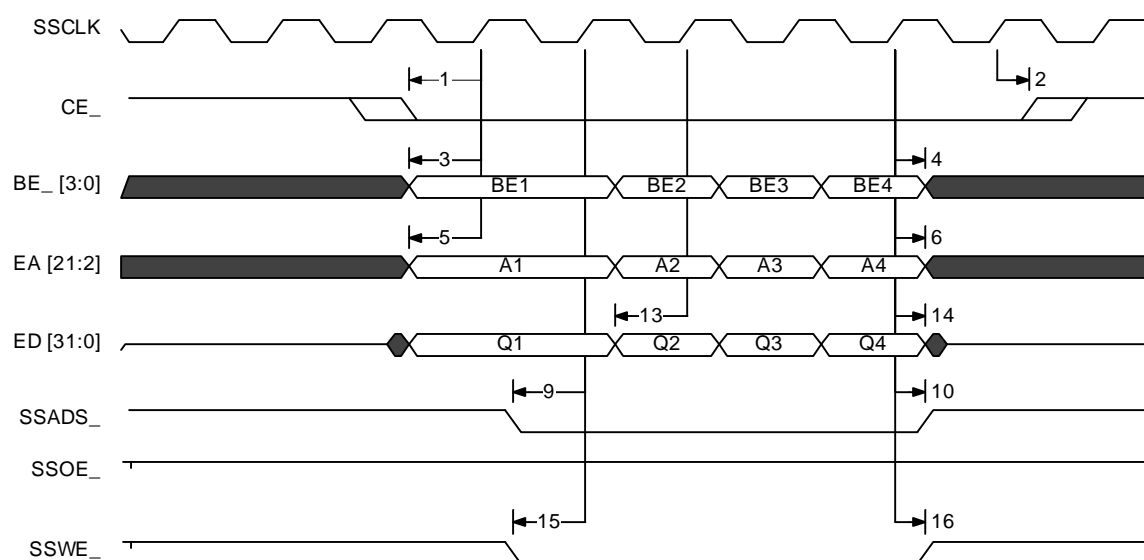 SSCLK
1
2
CE_
3
4
BE_ [3:0]
BE1 BE2 BE3 BE4
5
6
EA [21:2]
A1 A2 A3 A4
13
14
ED [31:0]
Q1 Q2 Q3 Q4
9
10
SSADS_
SSOE_
15
16
SSWE_